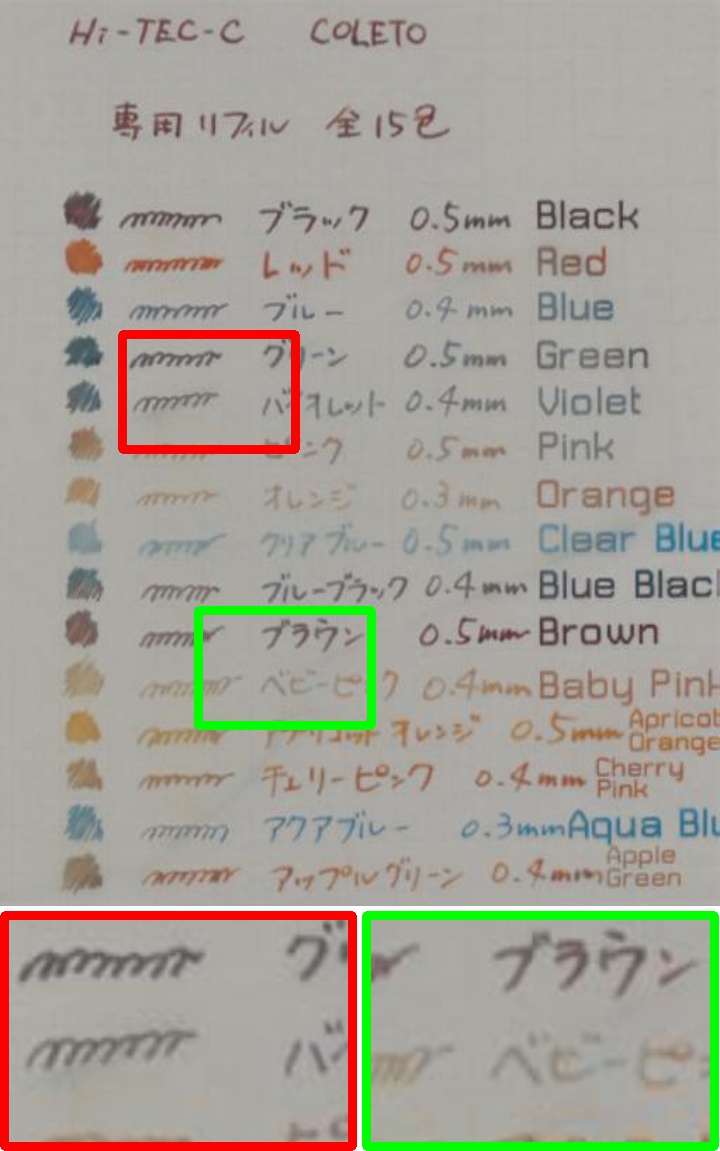 Hi-TEC-C COLETO
専用リフィル 全15色
ブラック 0.5mm Black
レッド 0.5mm Red
ブルー 0.4mm Blue
グリーン 0.5mm Green
バイオレット 0.4mm Violet
ピンク 0.5mm Pink
オレンジ 0.3mm Orange
クリアブルー 0.5mm Clear Blue
ブルーブラック 0.4mm Blue Blac
ブラウン 0.5mm Brown
ベビーピンク 0.4mm Baby Pink
アプリコットオレンジ 0.5mm Apricot Orange
チェリーピンク 0.4mm Cherry Pink
アクアブルー 0.3mm Aqua Blu
アップルグリーン 0.4mm Apple Green
グ
バ
ブラウン
ベビーピ